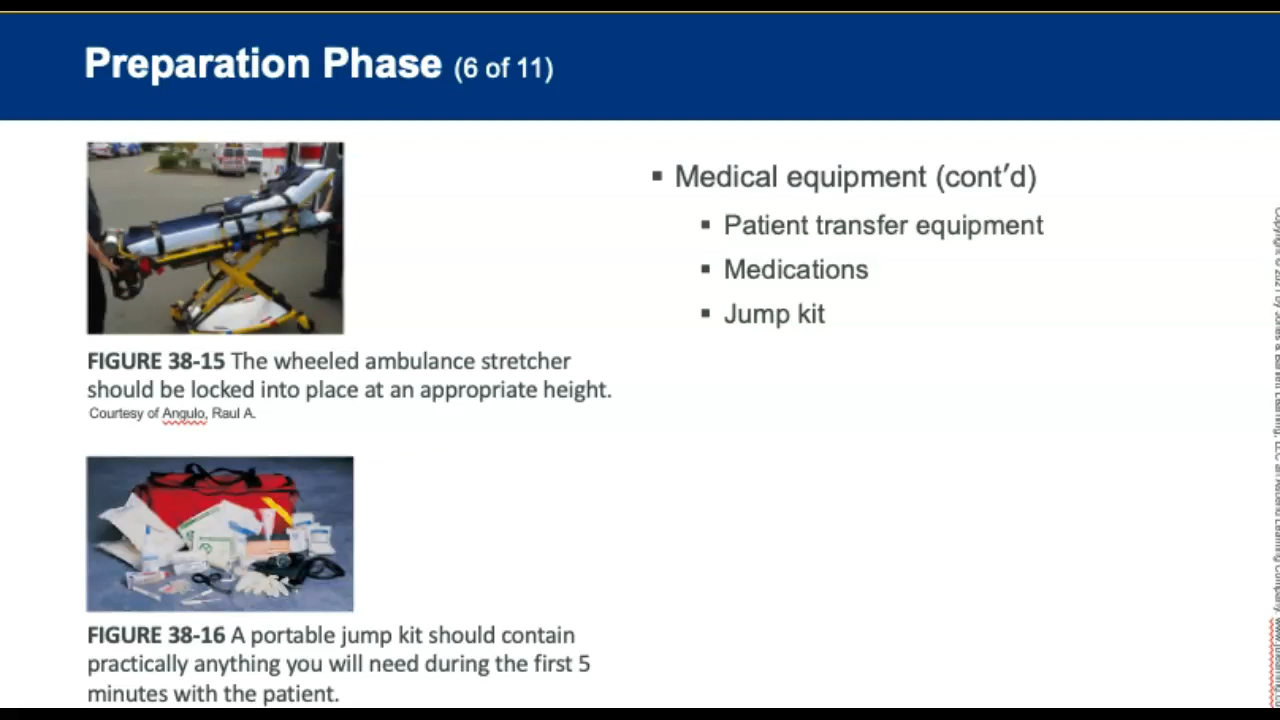 Preparation Phase (6 of 11)
FIGURE 38-15 The wheeled ambulance stretcher
should be locked into place at an appropriate height.
Courtesy of Angulo, Raul A.
FIGURE 38-16 A portable jump kit should contain
practically anything you will need during the first 5
minutes with the patient.
▪ Medical equipment (cont’d)
▪ Patient transfer equipment
▪ Medications
▪ Jump kit